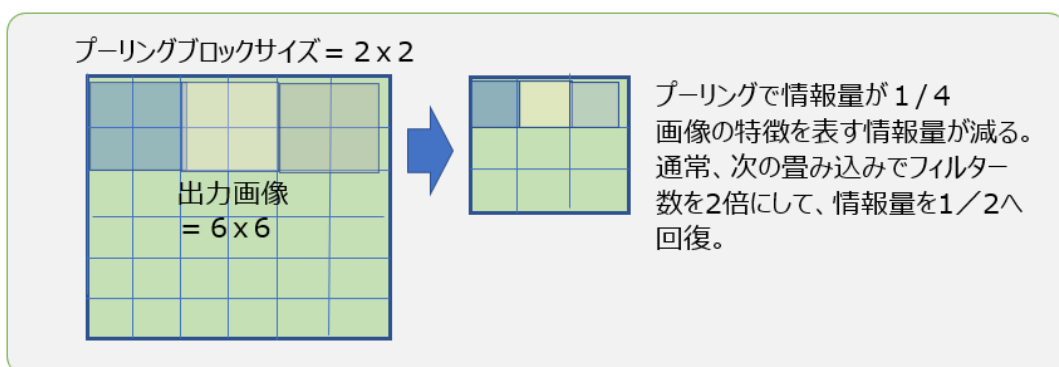 プーリングブロックサイズ = 2 x 2
出力画像
= 6 x 6
プーリングで情報量が1/4
画像の特徴を表す情報量が減る。
通常、次の畳み込みでフィルター
数を2倍にして、情報量を1／2へ
回復。